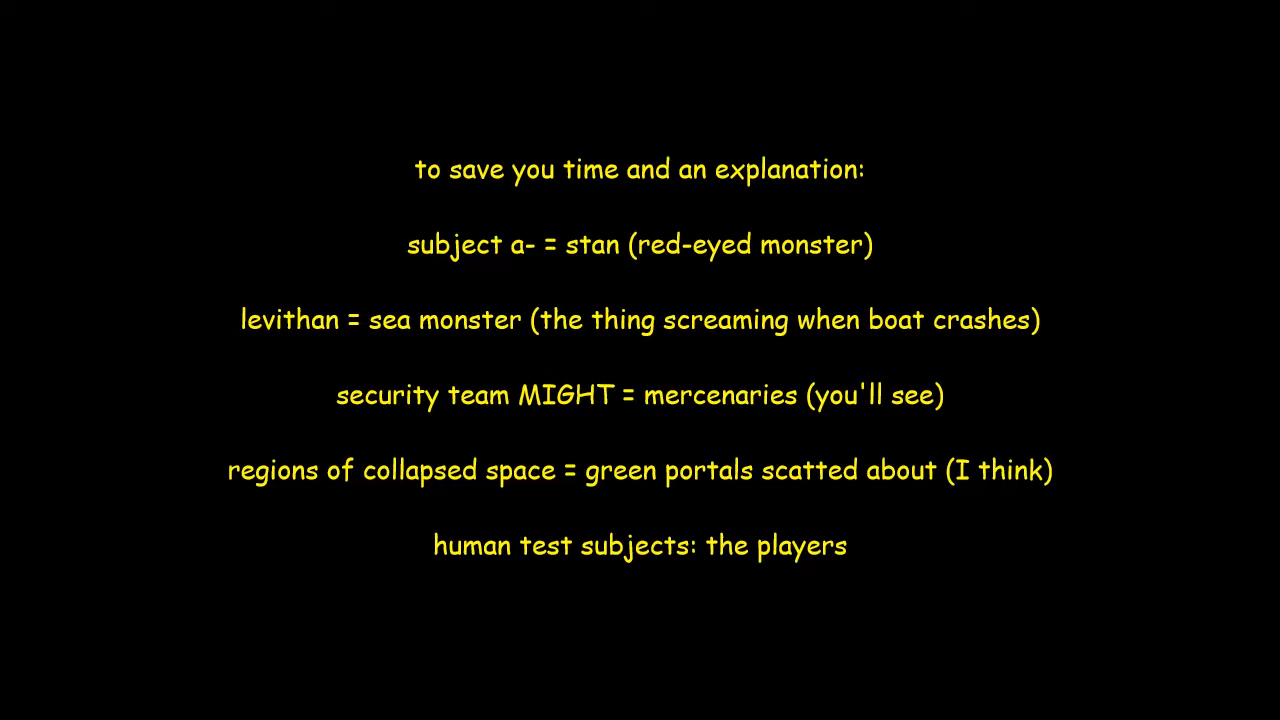 to save you time and an explanation:
subject a- = stan (red-eyed monster)
levithan = sea monster (the thing screaming when boat crashes)
security team MIGHT = mercenaries (you'll see)
regions of collapsed space = green portals scatted about (I think)
human test subjects: the players